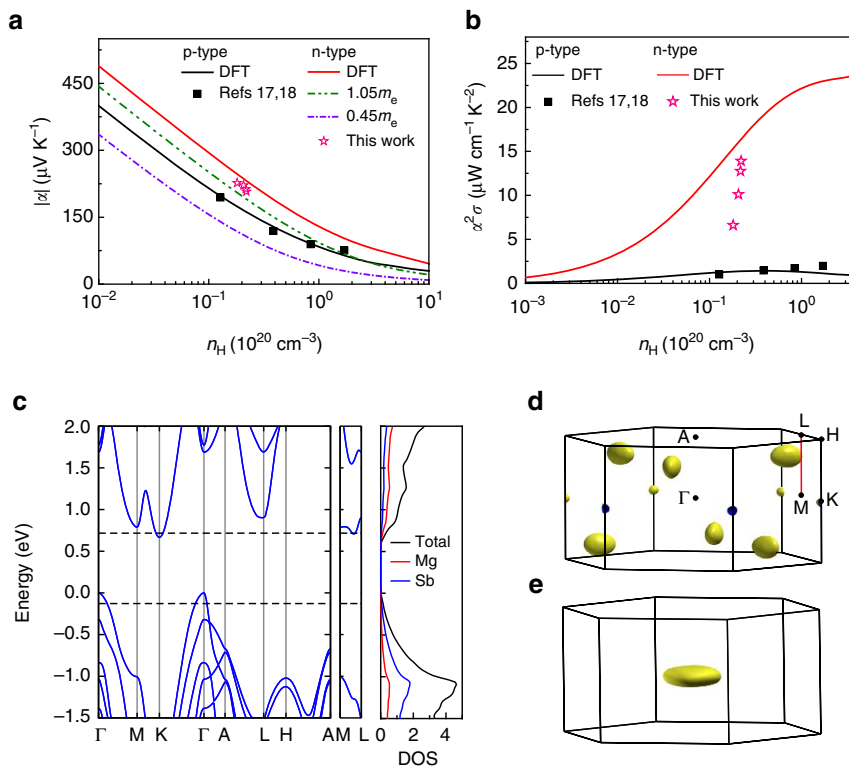 a
p-type n-type
DFT DFT
Refs 17,18 1.05mₑ
0.45mₑ
This work
450
300
150
0
|α| (μV K⁻¹)
10⁻² 10⁻¹ 10⁰ 10¹
n_H (10²⁰ cm⁻³)
b
p-type n-type
DFT DFT
Refs 17,18 This work
25
20
15
10
5
0
α²σ (μW cm⁻¹ K⁻²)
10⁻³ 10⁻² 10⁻¹ 10⁰
n_H (10²⁰ cm⁻³)
c
2.0
1.5
1.0
0.5
0.0
−0.5
−1.0
−1.5
Energy (eV)
Γ M K Γ A L H A M L
Total
Mg
Sb
0 2 4
DOS
d
L
A H
Γ M K
e